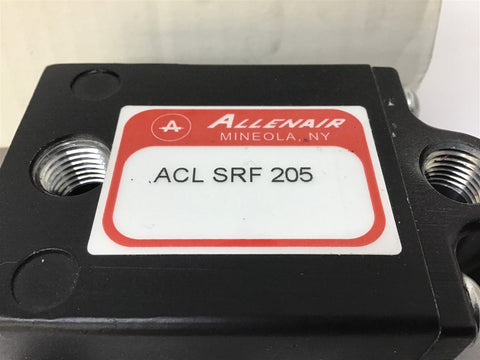 A ALLENAIR
MINEOLA, NY
ACL SRF 205